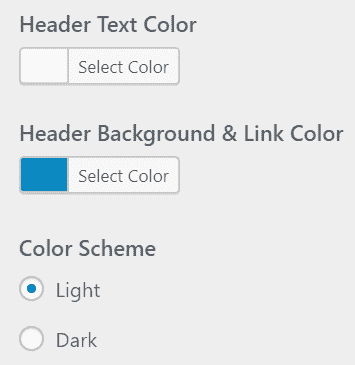 Header Text Color
Select Color
Header Background & Link Color
Select Color
Color Scheme
Light
Dark